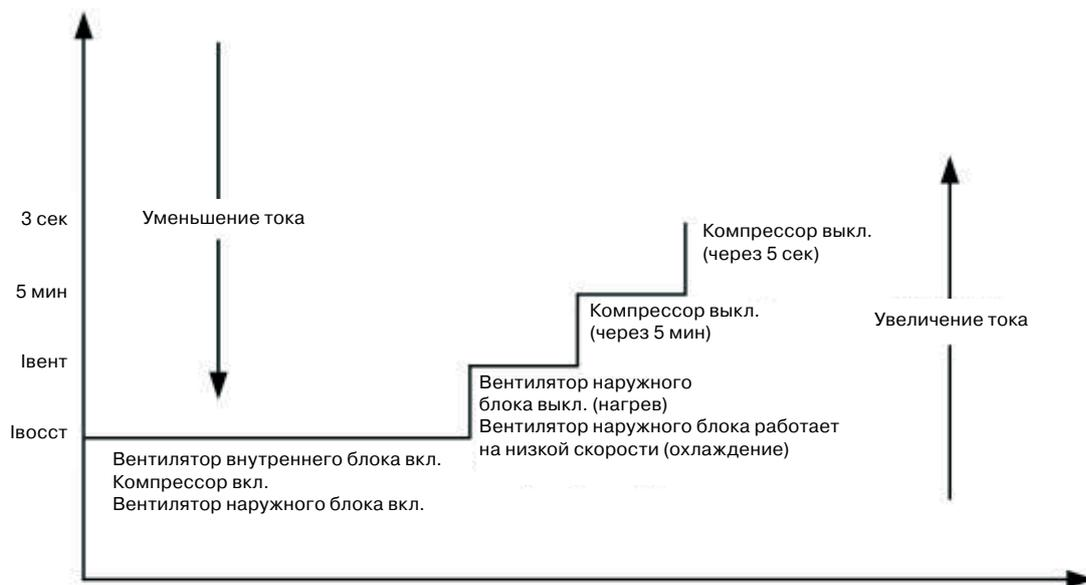 3 сек
Уменьшение тока
Компрессор выкл.
(через 5 сек)
5 мин
Компрессор выкл.
(через 5 мин)
Увеличение тока
Iвент
Вентилятор наружного
блока выкл. (нагрев)
Вентилятор наружного блока работает
на низкой скорости (охлаждение)
Iвосст
Вентилятор внутреннего блока вкл.
Компрессор вкл.
Вентилятор наружного блока вкл.